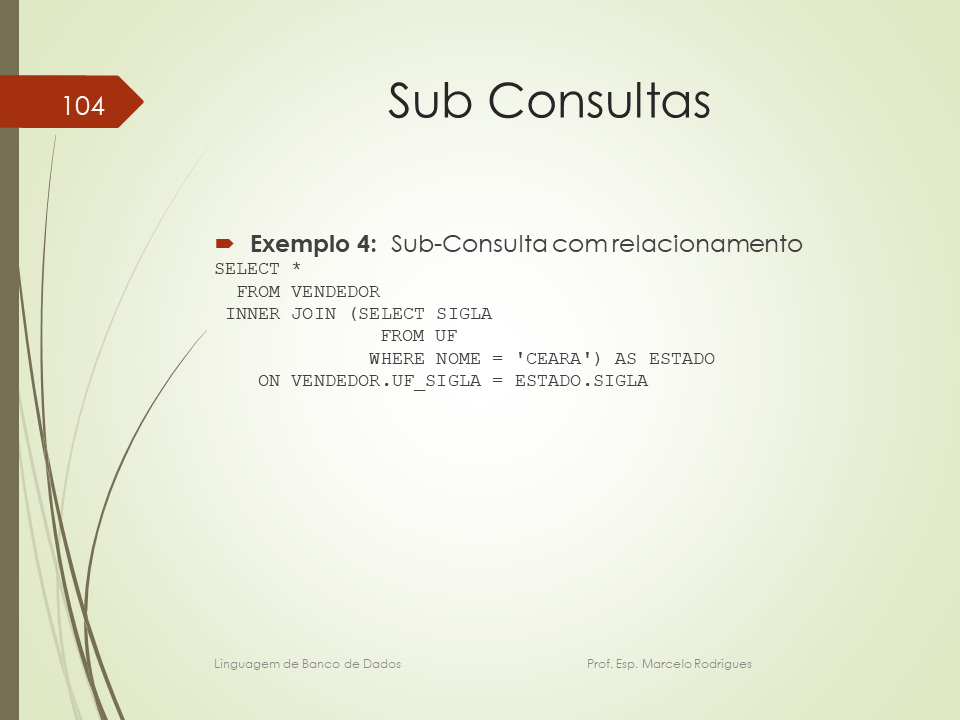 104
Sub Consultas
Exemplo 4: Sub-Consulta com relacionamento
SELECT *
FROM VENDEDOR
INNER JOIN (SELECT SIGLA
FROM UF
WHERE NOME = 'CEARA') AS ESTADO
ON VENDEDOR.UF_SIGLA = ESTADO.SIGLA
Linguagem de Banco de Dados Prof. Esp. Marcelo Rodrigues